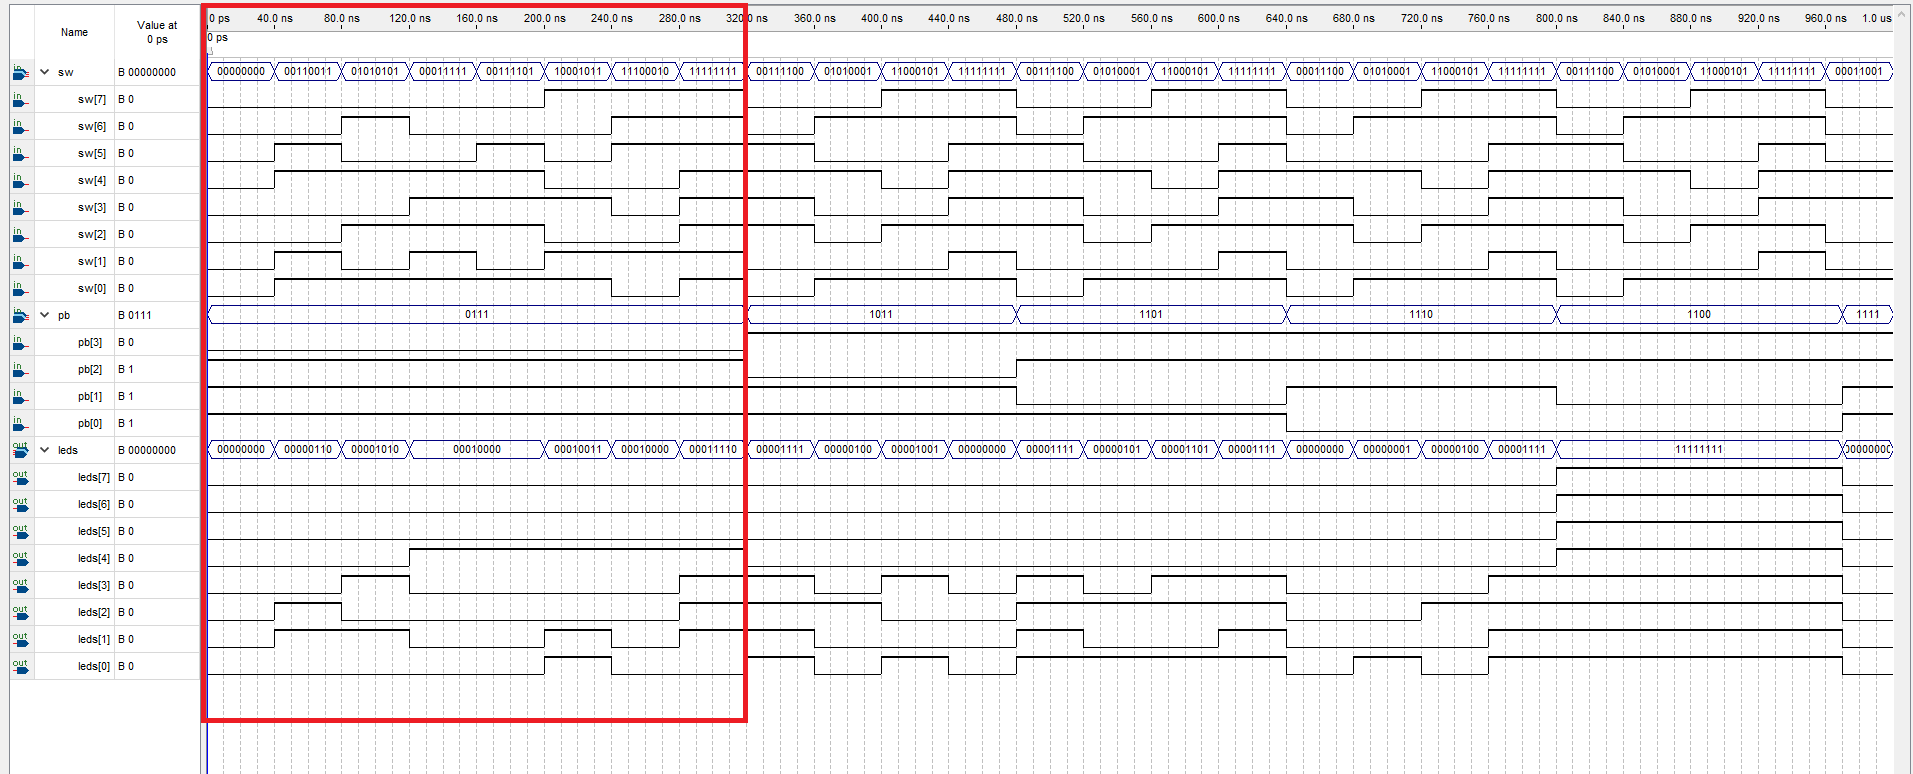 Name Value at 0 ps
0 ps 40.0 ns 80.0 ns 120.0 ns 160.0 ns 200.0 ns 240.0 ns 280.0 ns 320.0 ns 360.0 ns 400.0 ns 440.0 ns 480.0 ns 520.0 ns 560.0 ns 600.0 ns 640.0 ns 680.0 ns 720.0 ns 760.0 ns 800.0 ns 840.0 ns 880.0 ns 920.0 ns 960.0 ns 1.0 us
0 ps
in sw B 00000000 00000000 00110011 01010101 00011111 00111101 10001011 11100010 11111111 00111100 01010001 11000101 11111111 00111100 01010001 11000101 11111111 00011100 01010001 11000101 11111111 00111100 01010001 11000101 11111111 00011001
in sw[7] B 0
in sw[6] B 0
in sw[5] B 0
in sw[4] B 0
in sw[3] B 0
in sw[2] B 0
in sw[1] B 0
in sw[0] B 0
in pb B 0111 0111 1011 1101 1110 1100 1111
in pb[3] B 0
in pb[2] B 1
in pb[1] B 1
in pb[0] B 1
out leds B 00000000 00000000 00000110 00001010 00010000 00010011 00010000 00011110 00001111 00000100 00001001 00000000 00001111 00000101 00001101 00001111 00000000 00000001 00000100 00001111 11111111 00000000
out leds[7] B 0
out leds[6] B 0
out leds[5] B 0
out leds[4] B 0
out leds[3] B 0
out leds[2] B 0
out leds[1] B 0
out leds[0] B 0